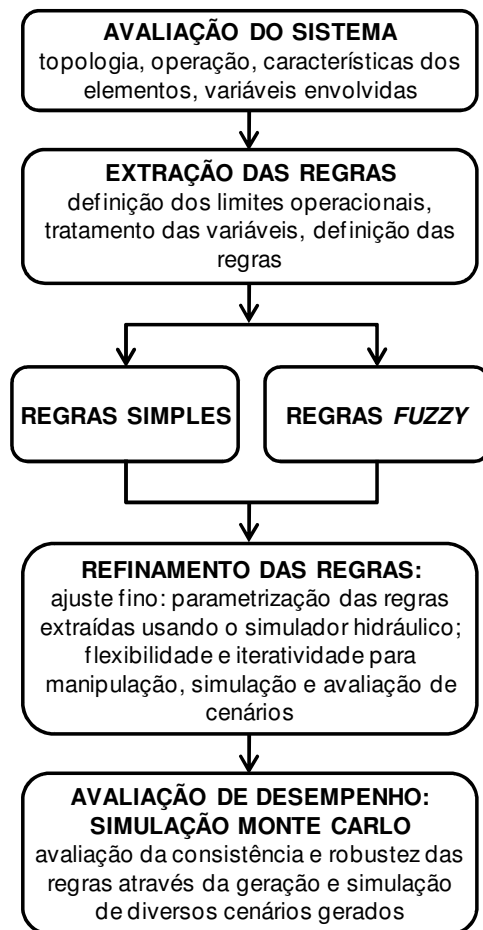 AVALIAÇÃO DO SISTEMA
topologia, operação, características dos
elementos, variáveis envolvidas
EXTRAÇÃO DAS REGRAS
definição dos limites operacionais,
tratamento das variáveis, definição das
regras
REGRAS SIMPLES
REGRAS FUZZY
REFINAMENTO DAS REGRAS:
ajuste fino: parametrização das regras
extraídas usando o simulador hidráulico;
flexibilidade e iteratividade para
manipulação, simulação e avaliação de
cenários
AVALIAÇÃO DE DESEMPENHO:
SIMULAÇÃO MONTE CARLO
avaliação da consistência e robustez das
regras através da geração e simulação
de diversos cenários gerados